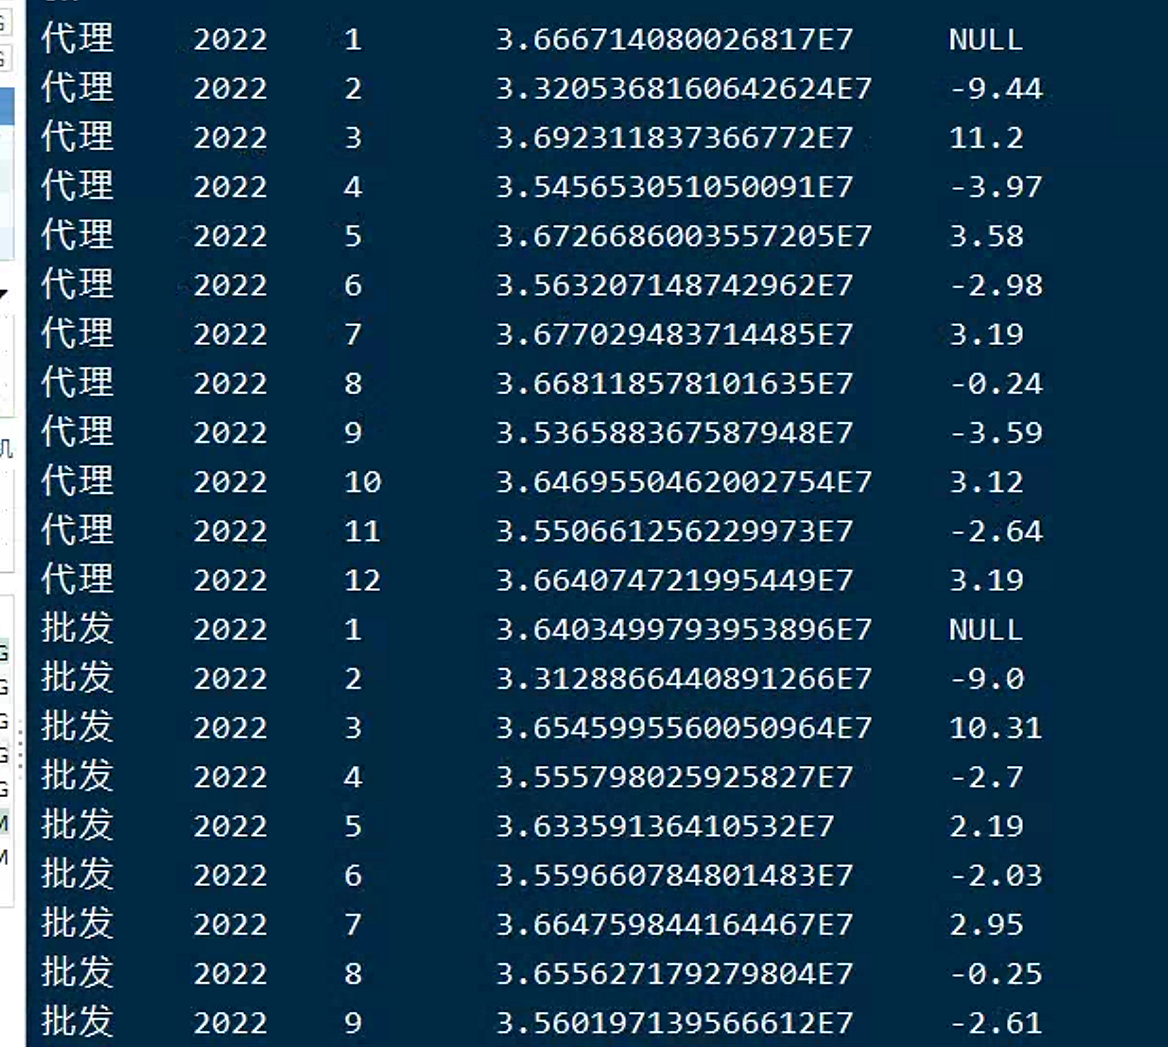 代理 2022 1 3.666714080026817E7 NULL
代理 2022 2 3.3205368160642624E7 -9.44
代理 2022 3 3.692311837366772E7 11.2
代理 2022 4 3.545653051050091E7 -3.97
代理 2022 5 3.6726686003557205E7 3.58
代理 2022 6 3.563207148742962E7 -2.98
代理 2022 7 3.677029483714485E7 3.19
代理 2022 8 3.668118578101635E7 -0.24
代理 2022 9 3.536588367587948E7 -3.59
代理 2022 10 3.6469550462002754E7 3.12
代理 2022 11 3.550661256229973E7 -2.64
代理 2022 12 3.664074721995449E7 3.19
批发 2022 1 3.6403499793953896E7 NULL
批发 2022 2 3.3128866440891266E7 -9.0
批发 2022 3 3.6545995560050964E7 10.31
批发 2022 4 3.555798025925827E7 -2.7
批发 2022 5 3.63359136410532E7 2.19
批发 2022 6 3.559660784801483E7 -2.03
批发 2022 7 3.664759844164467E7 2.95
批发 2022 8 3.655627179279804E7 -0.25
批发 2022 9 3.560197139566612E7 -2.61